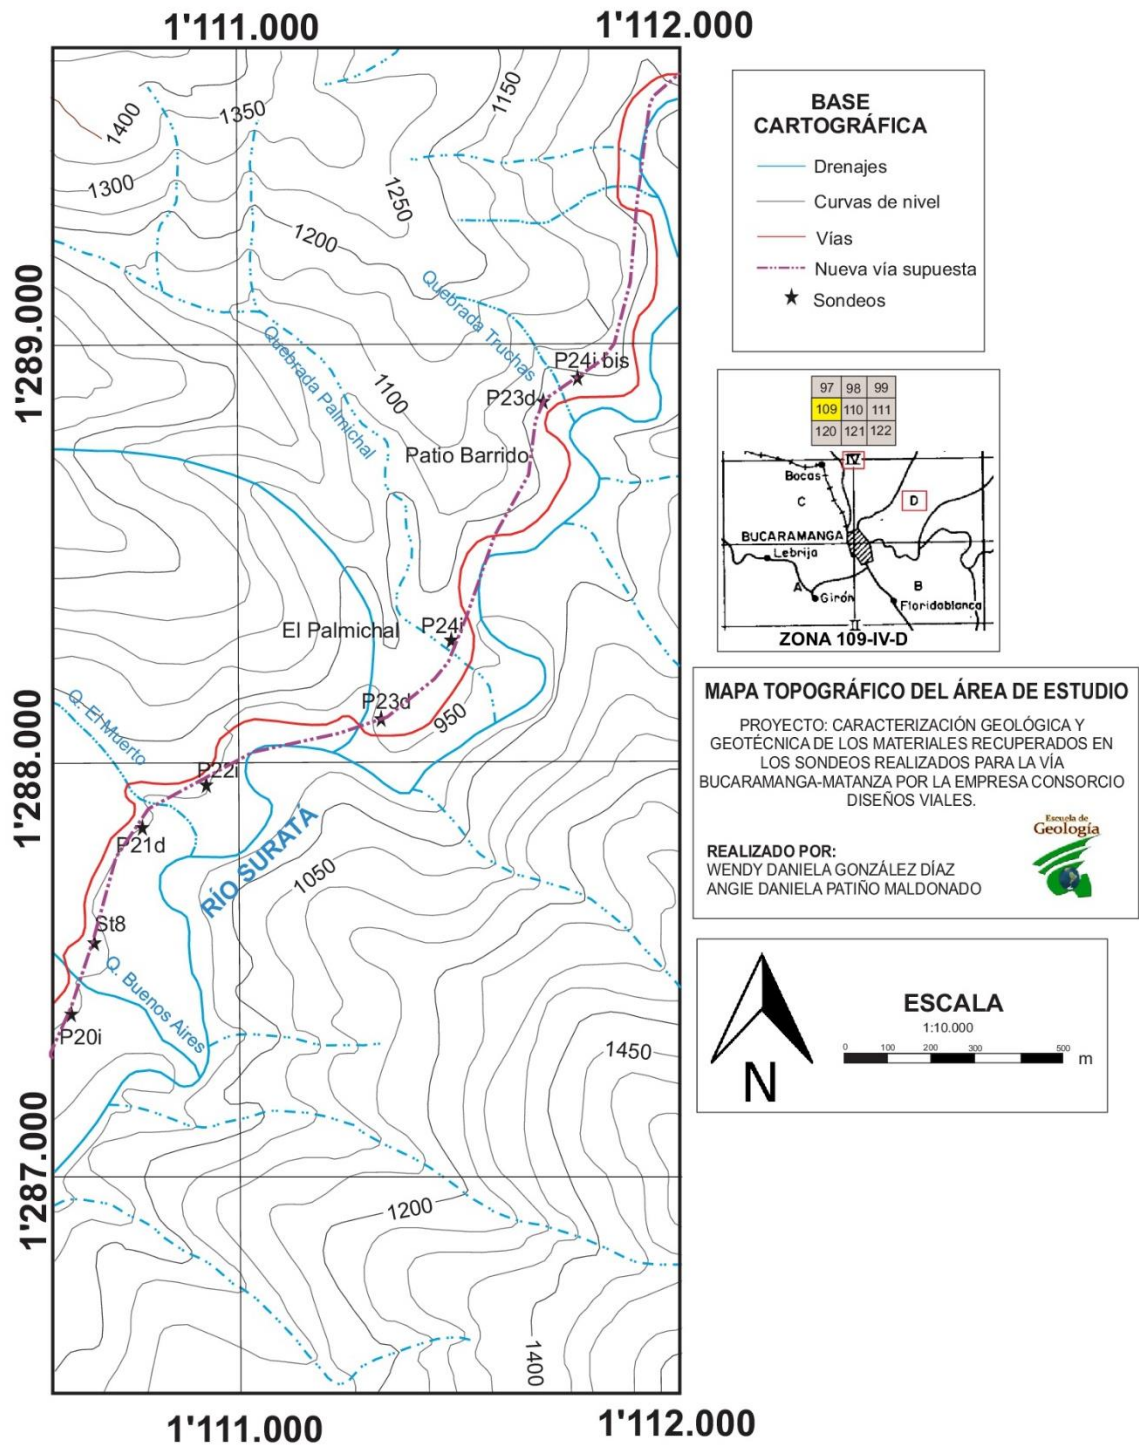 1'111.000
1'112.000
1400
1350
1150
1300
1250
1200
1'289.000
Quebrada Palmichal
Quebrada Truchas
P24i bis
P23d
1100
Patio Barrido
El Palmichal
P24i
P23d
950
Q. El Muerto
1'288.000
P22i
P21d
RÍO SURATÁ
1050
St8
Q. Buenos Aires
P20i
1450
1'287.000
1200
1400
1'111.000
1'112.000
BASE
CARTOGRÁFICA
Drenajes
Curvas de nivel
Vías
Nueva vía supuesta
Sondeos
97 98 99
109 110 111
120 121 122
IV
Bocas
C
D
BUCARAMANGA
Lebrija
A
Girón
B
Floridablanca
II
ZONA 109-IV-D
MAPA TOPOGRÁFICO DEL ÁREA DE ESTUDIO
PROYECTO: CARACTERIZACIÓN GEOLÓGICA Y
GEOTÉCNICA DE LOS MATERIALES RECUPERADOS EN
LOS SONDEOS REALIZADOS PARA LA VÍA
BUCARAMANGA-MATANZA POR LA EMPRESA CONSORCIO
DISEÑOS VIALES.
Escuela de
Geología
REALIZADO POR:
WENDY DANIELA GONZÁLEZ DÍAZ
ANGIE DANIELA PATIÑO MALDONADO
N
ESCALA
1:10.000
0 100 200 300 500
m